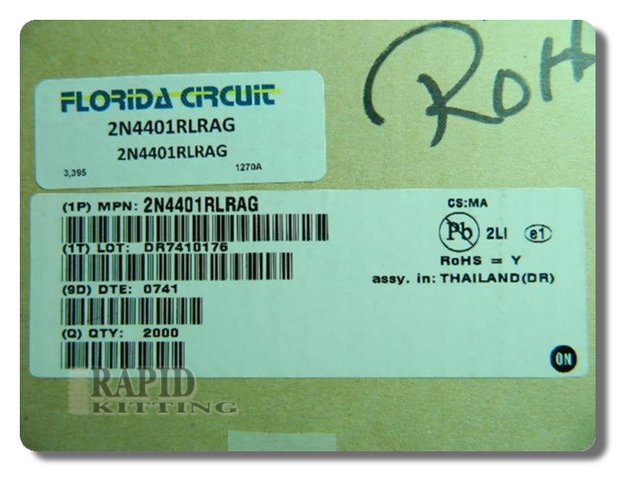 RoH
FLORIDA CIRCUIT
2N4401RLRAG
2N4401RLRAG
3,395 1270A
(1P) MPN: 2N4401RLRAG
CS:MA
(1T) LOT: DR7410176
Pb 2LI e1
RoHS = Y
assy. in: THAILAND(DR)
(9D) DTE: 0741
(Q) QTY: 2000
ON
RAPID
KITTING